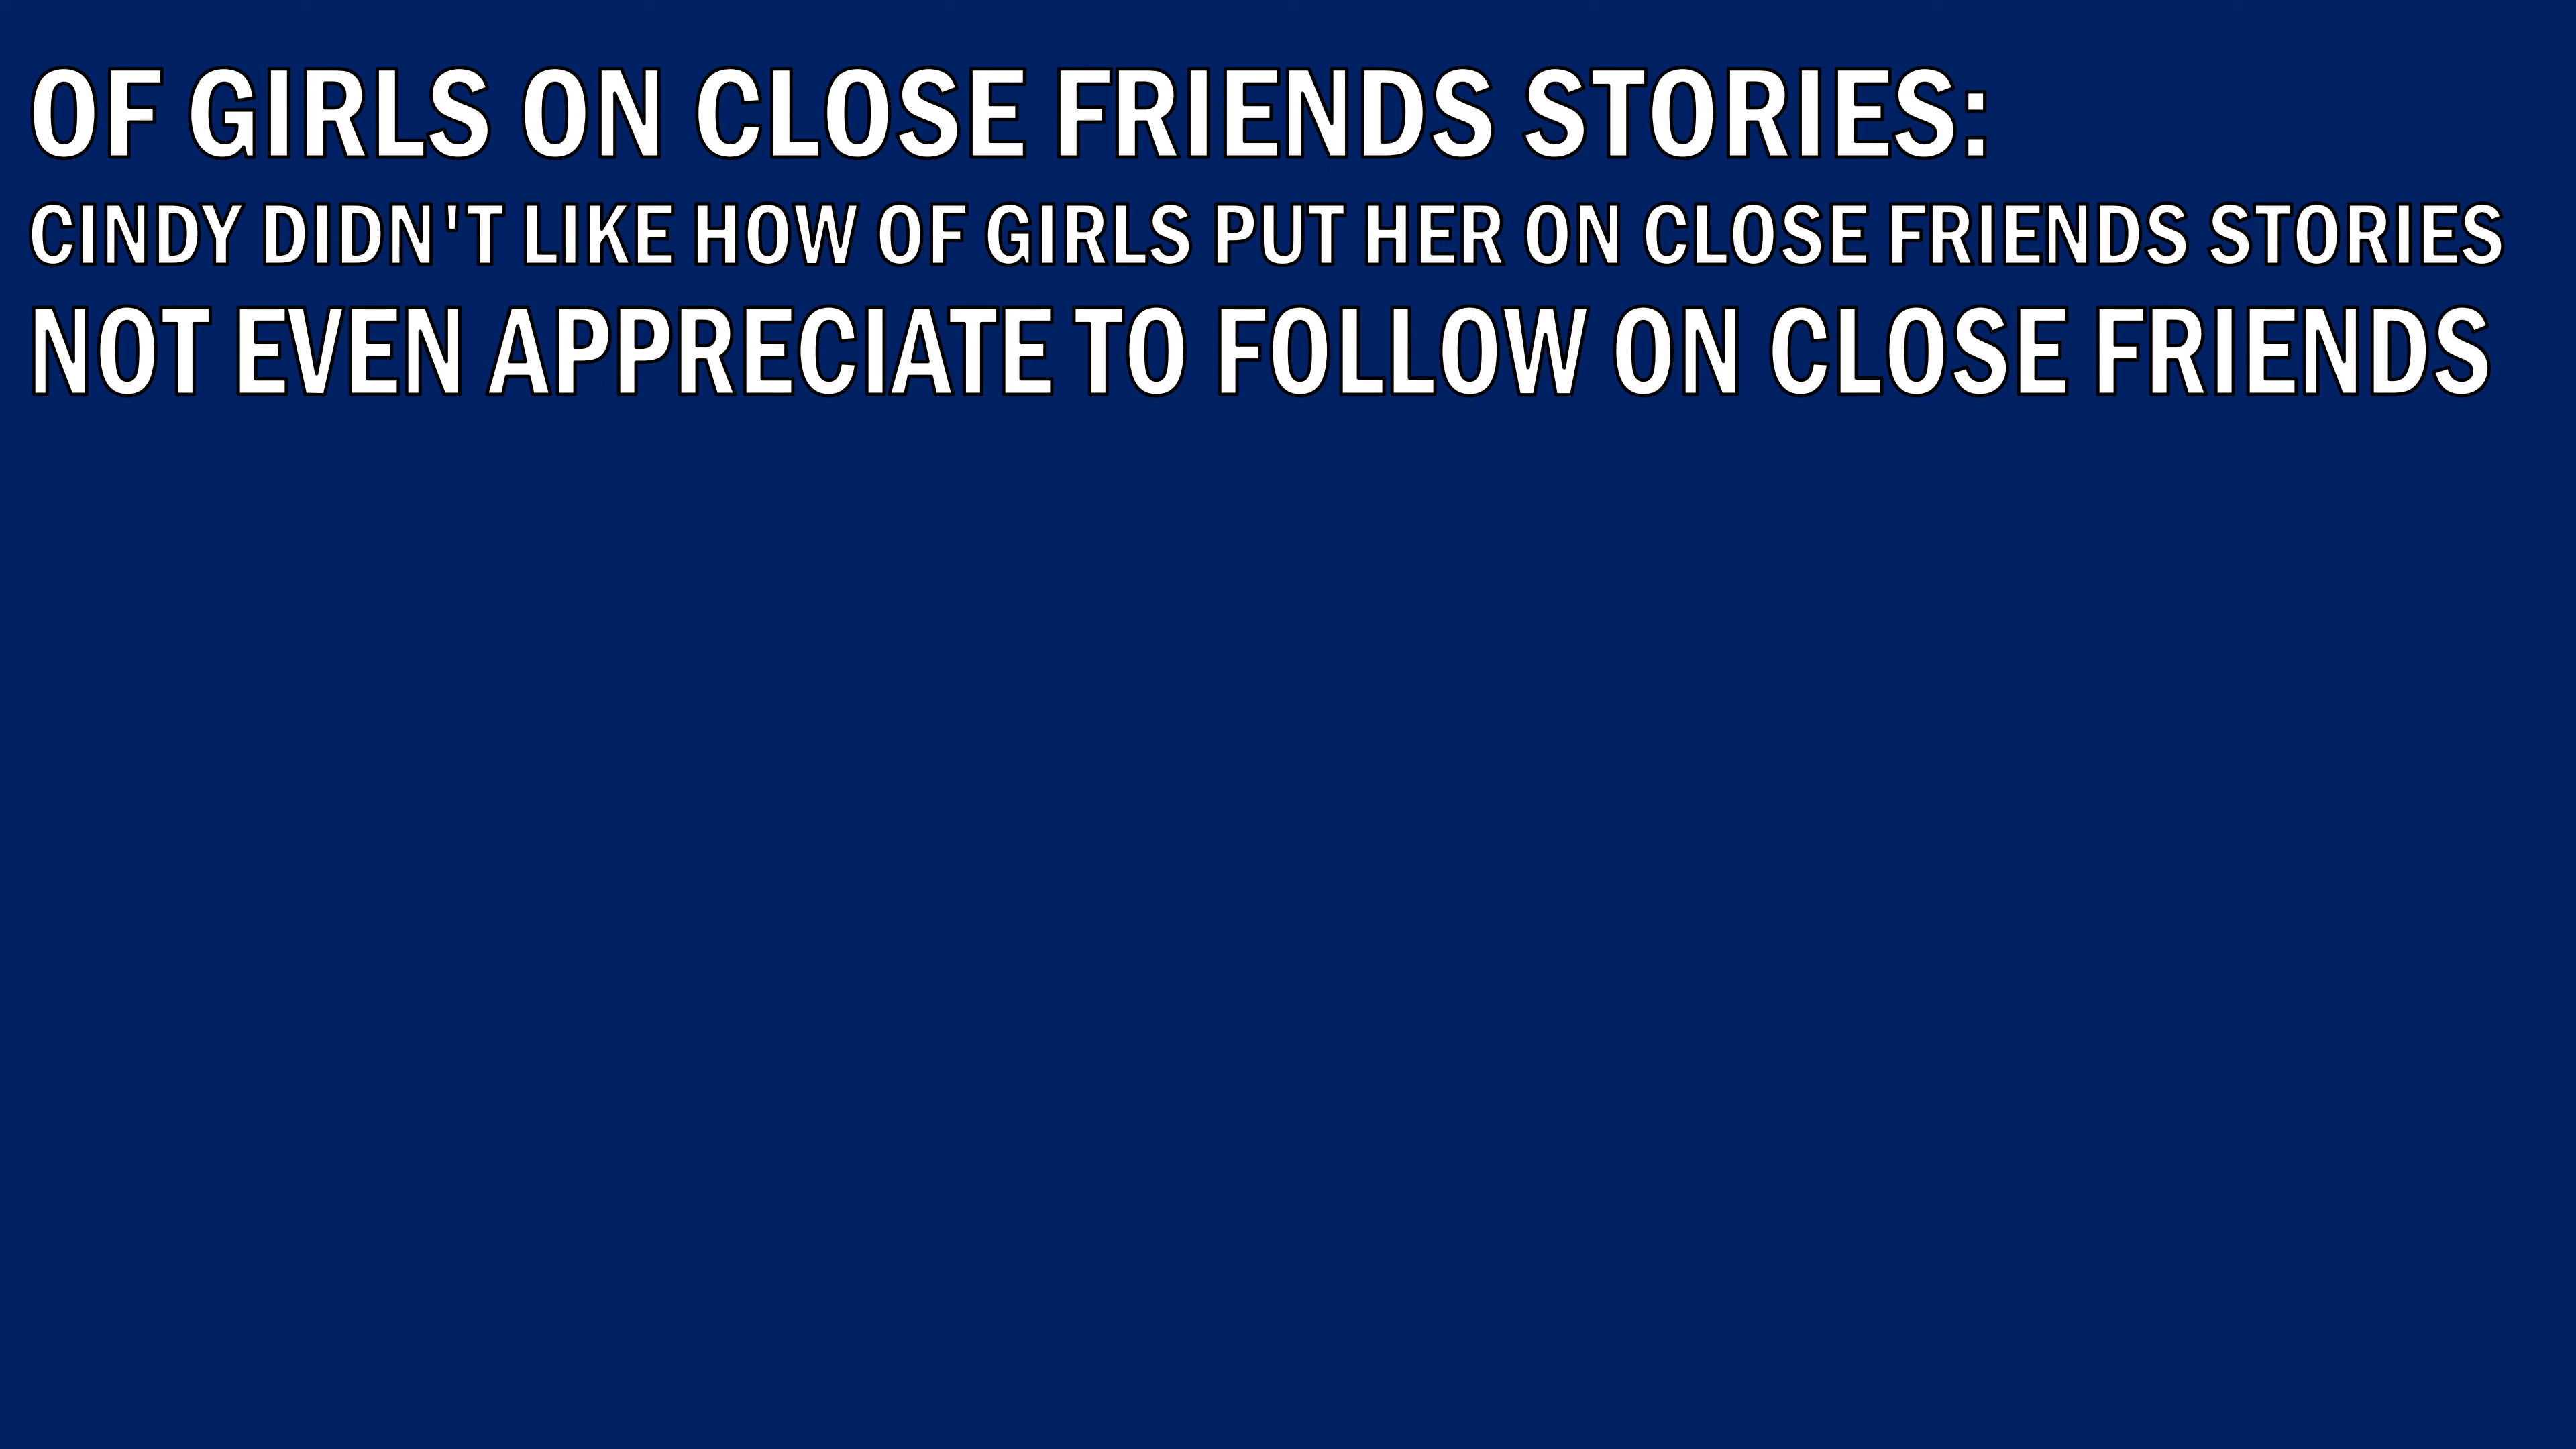 OF GIRLS ON CLOSE FRIENDS STORIES:
CINDY DIDN'T LIKE HOW OF GIRLS PUT HER ON CLOSE FRIENDS STORIES
NOT EVEN APPRECIATE TO FOLLOW ON CLOSE FRIENDS